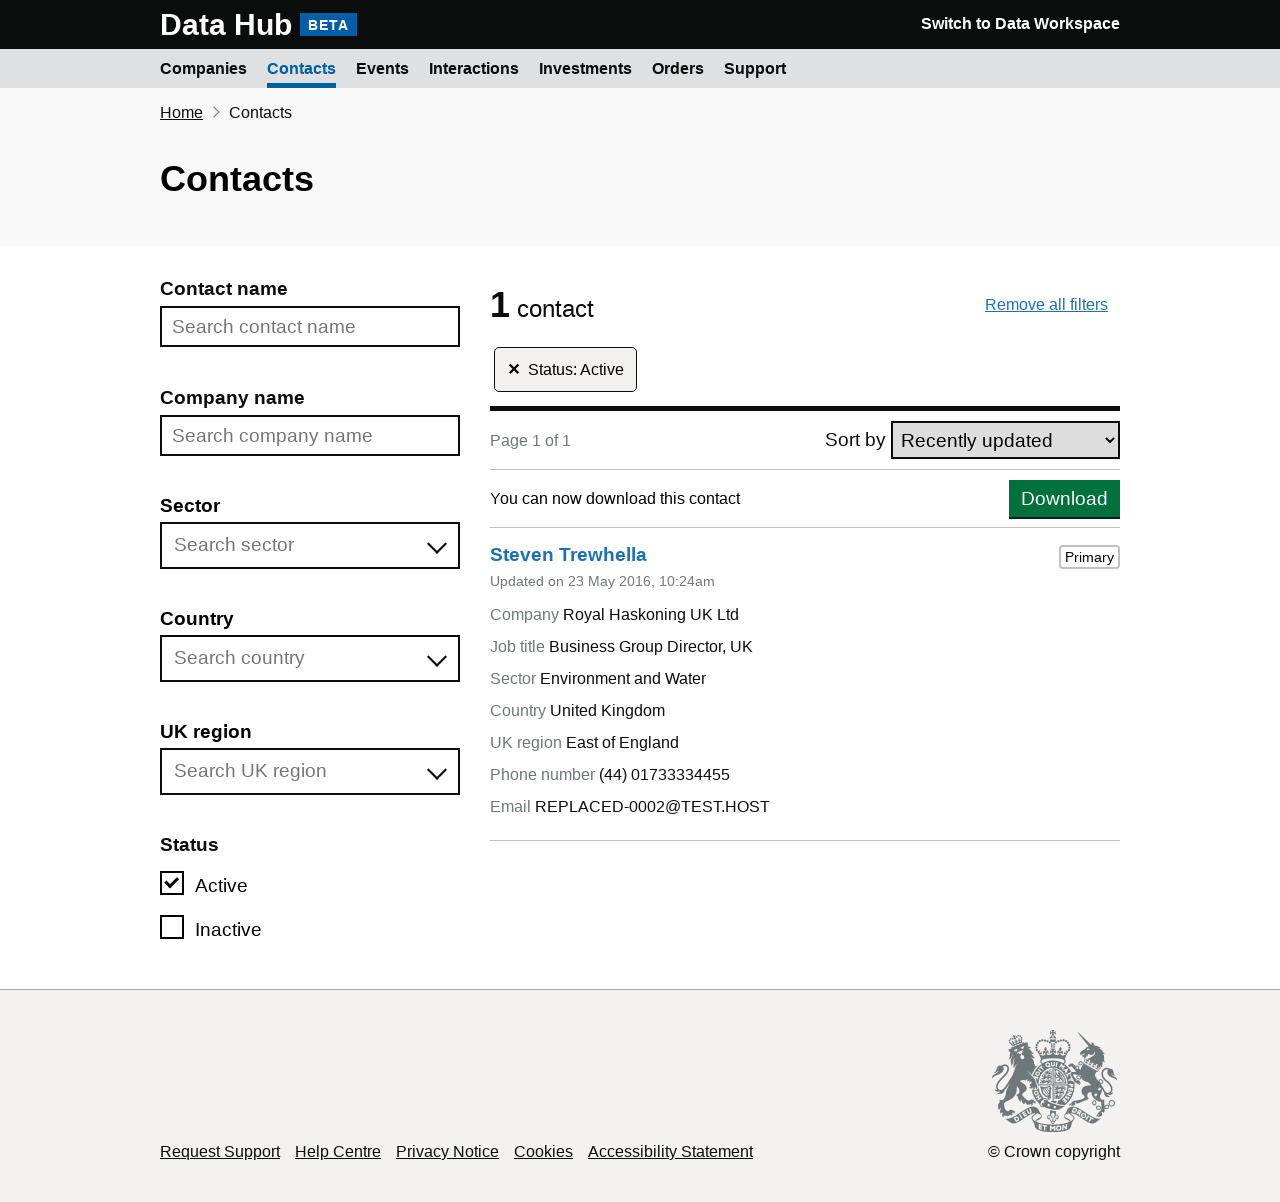 Data Hub BETA
Switch to Data Workspace
Companies Contacts Events Interactions Investments Orders Support
Home Contacts
Contacts
Contact name
Search contact name
Company name
Search company name
Sector
Search sector
Country
Search country
UK region
Search UK region
Status
Active
Inactive
1 contact
Remove all filters
✕ Status: Active
Page 1 of 1
Sort by Recently updated
You can now download this contact
Download
Steven Trewhella
Primary
Updated on 23 May 2016, 10:24am
Company Royal Haskoning UK Ltd
Job title Business Group Director, UK
Sector Environment and Water
Country United Kingdom
UK region East of England
Phone number (44) 01733334455
Email REPLACED-0002@TEST.HOST
DIEU ET MON DROIT
Request Support Help Centre Privacy Notice Cookies Accessibility Statement
© Crown copyright